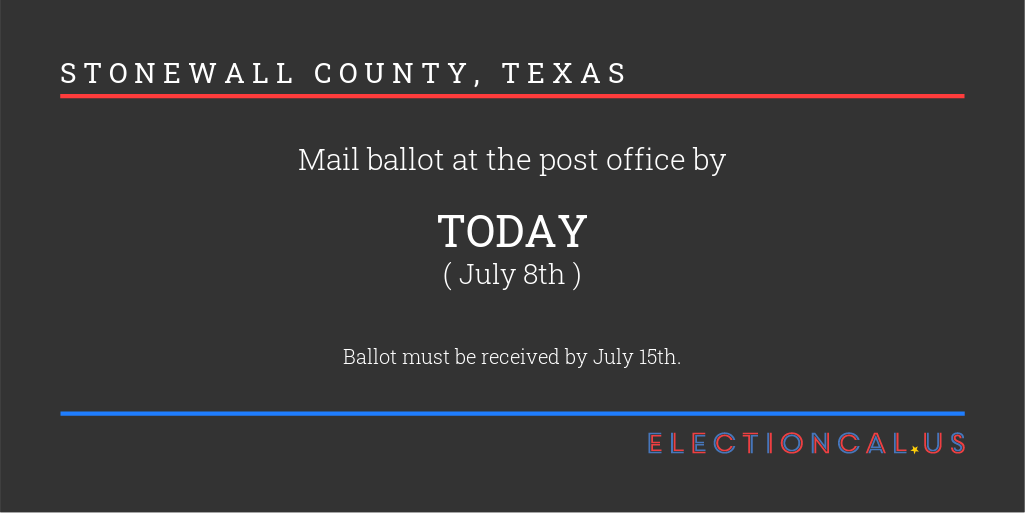 STONEWALL COUNTY, TEXAS
Mail ballot at the post office by
TODAY
( July 8th )
Ballot must be received by July 15th.
ELECTIONCAL.US